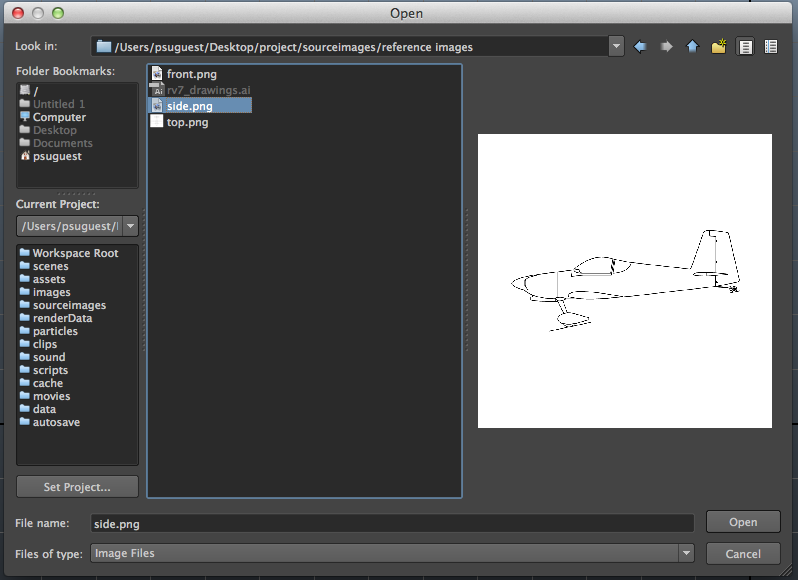 Open
Look in:
/Users/psuguest/Desktop/project/sourceimages/reference images
Folder Bookmarks:
/
Untitled 1
Computer
Desktop
Documents
psuguest
Current Project:
/Users/psuguest/
Workspace Root
scenes
assets
images
sourceimages
renderData
particles
clips
sound
scripts
cache
movies
data
autosave
Set Project...
front.png
Ai rv7_drawings.ai
side.png
top.png
File name:
side.png
Open
Files of type:
Image Files
Cancel